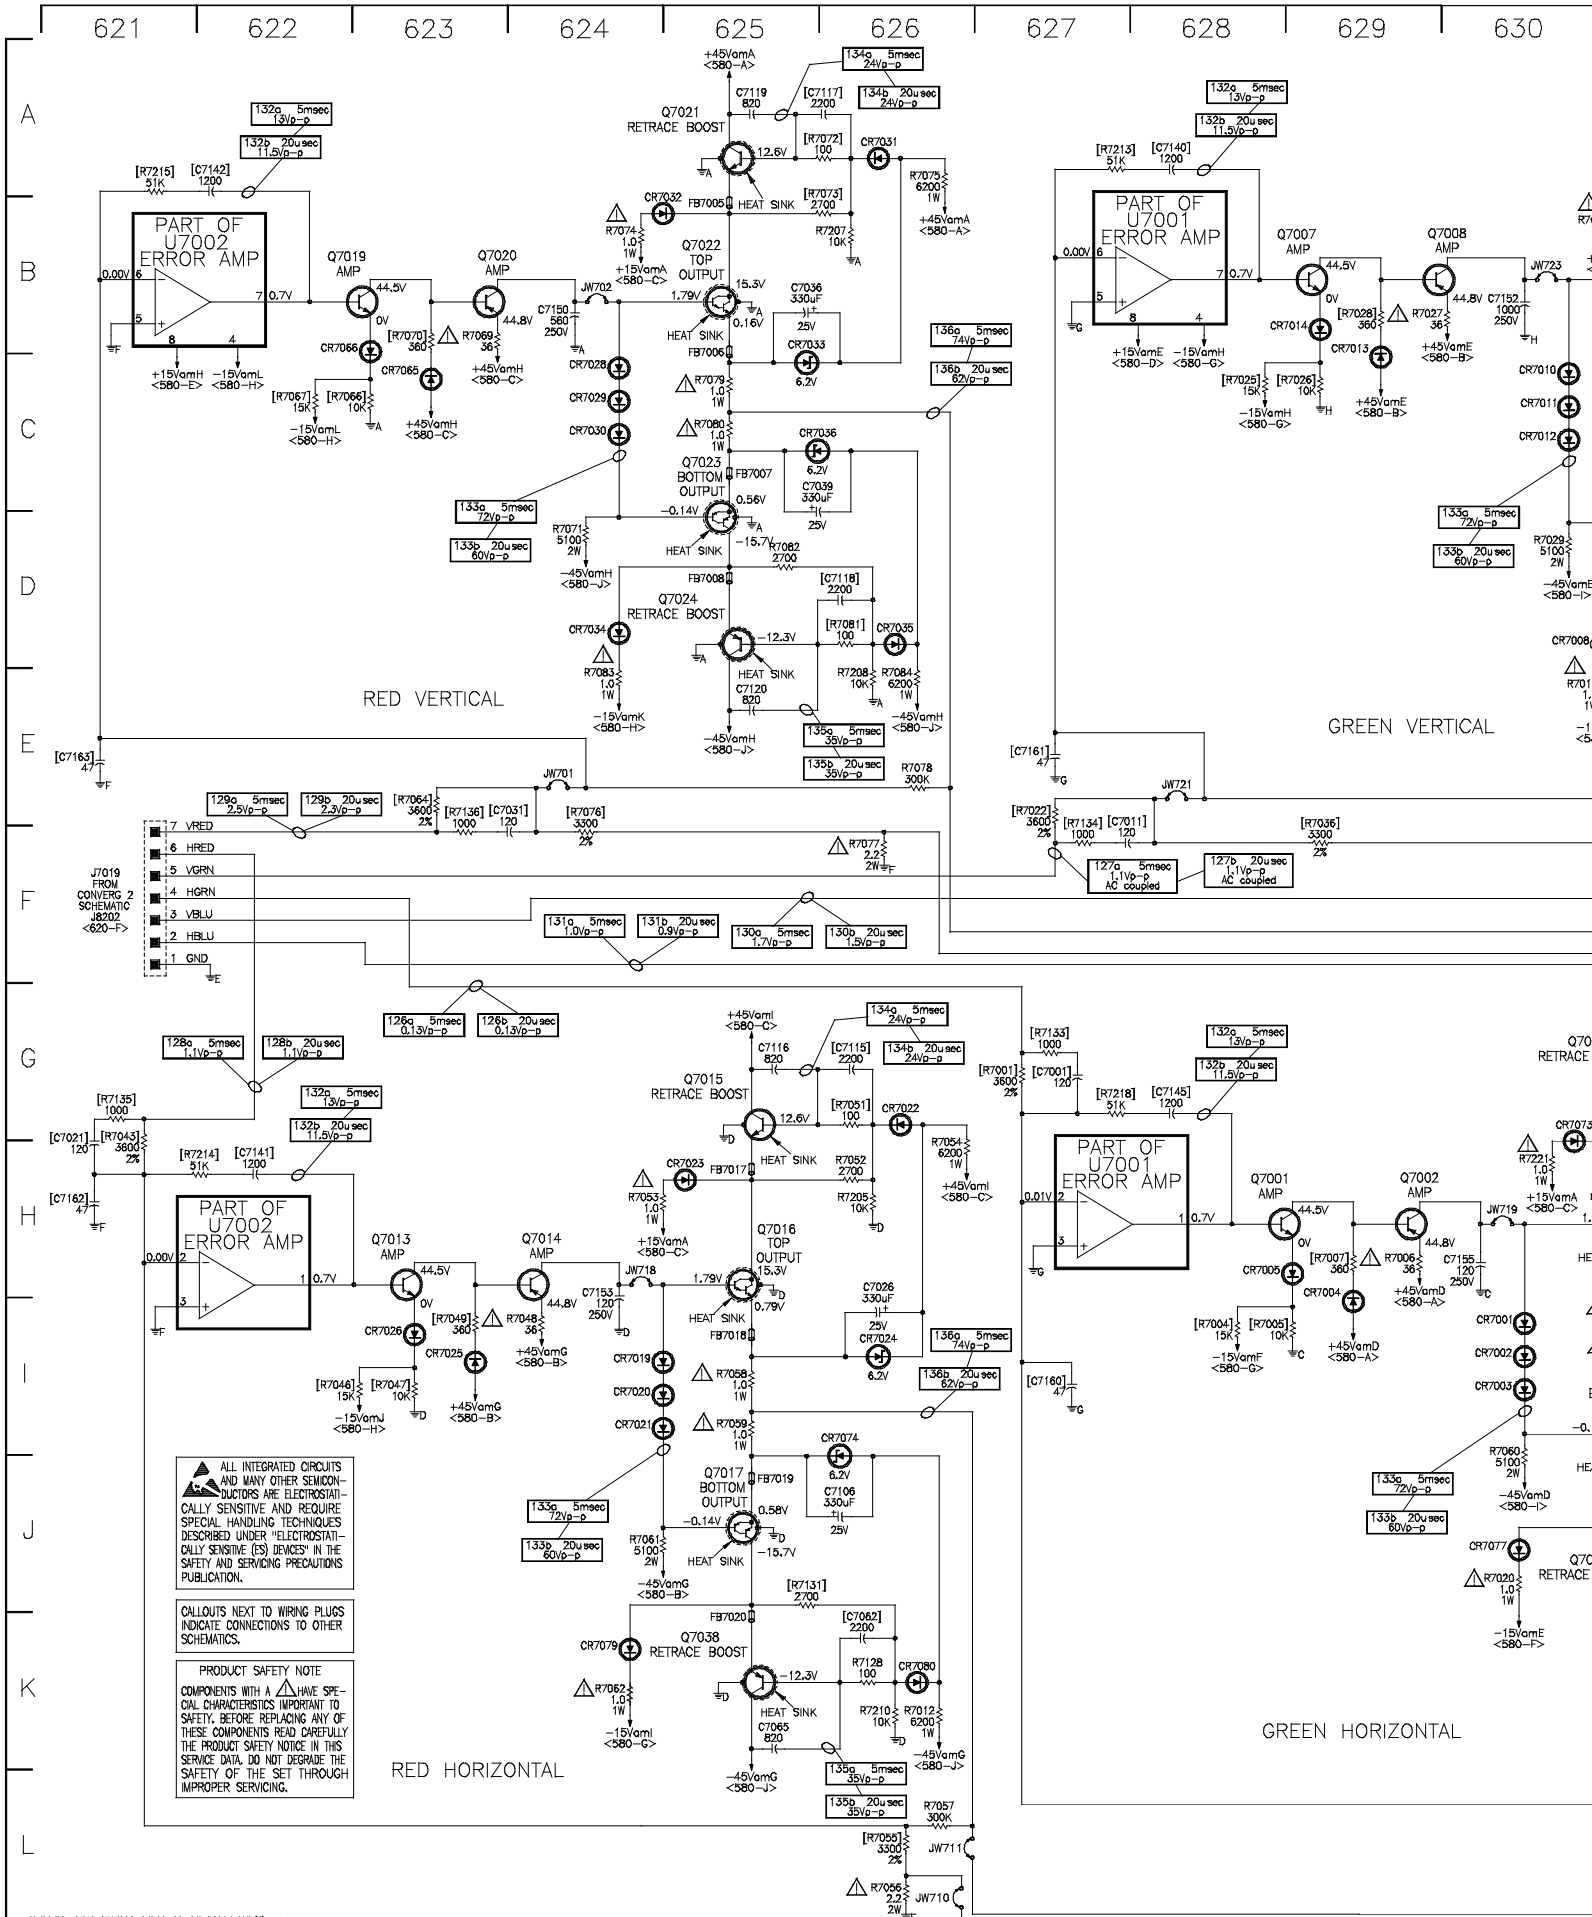 621 622 623 624 625 626 627 628 629 630
A
B
C
D
E
F
G
H
I
J
K
L
RED VERTICAL
132a 5msec
13Vp-p
132b 20usec
11.5Vp-p
[R7215]
51K
[C7142]
1200
PART OF
U7002
ERROR AMP
0.00V 6
5
7 0.7V
8
4
F
+15VamH
<580-E>
-15VamL
<580-H>
Q7019
AMP
44.5V
0V
CR7066
[R7067]
15K
[R7066]
10K
-15VamL
<580-H>
A
[R7070]
360
CR7065
+45VamH
<580-C>
Q7020
AMP
44.8V
R7069
36
+45VamH
<580-C>
C7150
560
250V
A
JW702
CR7028
CR7029
CR7030
133a 5msec
72Vp-p
133b 20usec
60Vp-p
R7071
5100
2W
-45VamH
<580-J>
+45VamA
<580-A>
Q7021
RETRACE BOOST
C7119
820
[C7117]
2200
134a 5msec
24Vp-p
134b 20usec
24Vp-p
12.6V
A
HEAT SINK
[R7072]
100
CR7031
R7075
6200
1W
+45VamA
<580-A>
CR7032
R7074
1.0
1W
+15VamA
<580-C>
FB7005
[R7073]
2700
R7207
10K
A
Q7022
TOP
OUTPUT
15.3V
1.79V
0.16V
A
HEAT SINK
C7036
330uF
25V
FB7006
CR7033
6.2V
R7079
1.0
1W
R7080
1.0
1W
136a 5msec
74Vp-p
136b 20usec
62Vp-p
CR7036
6.2V
Q7023
BOTTOM
OUTPUT
FB7007
0.56V
-0.14V
A
-15.7V
HEAT SINK
C7039
330uF
25V
R7082
2700
FB7008
Q7024
RETRACE BOOST
-12.3V
A
HEAT SINK
[C7118]
2200
[R7081]
100
CR7035
CR7034
R7083
1.0
1W
-15VamK
<580-H>
C7120
820
R7208
10K
A
R7084
6200
1W
-45VamH
<580-J>
-45VamH
<580-J>
135a 5msec
35Vp-p
135b 20usec
35Vp-p
R7078
300K
[C7163]
47
F
JW701
[R7064]
3600
2%
[R7136]
1000
[C7031]
120
[R7076]
3300
2%
[R7077]
2.2
2W
F
129a 5msec
2.5Vp-p
129b 20usec
2.3Vp-p
J7019
FROM
CONVERG 2
SCHEMATIC
J8202
<620-F>
7 VRED
6 HRED
5 VGRN
4 HGRN
3 VBLU
2 HBLU
1 GND
E
131a 5msec
1.0Vp-p
131b 20usec
0.9Vp-p
130a 5msec
1.7Vp-p
130b 20usec
1.5Vp-p
126a 5msec
0.13Vp-p
126b 20usec
0.13Vp-p
128a 5msec
1.1Vp-p
128b 20usec
1.1Vp-p
GREEN VERTICAL
132a 5msec
13Vp-p
132b 20usec
11.5Vp-p
[R7213]
51K
[C7140]
1200
PART OF
U7001
ERROR AMP
0.00V 6
5
7 0.7V
8
4
G
+15VamE
<580-D>
-15VamH
<580-G>
Q7007
AMP
44.5V
0V
CR7014
[R7025]
15K
[R7026]
10K
-15VamH
<580-G>
H
[R7028]
360
CR7013
+45VamE
<580-B>
Q7008
AMP
44.8V
R7027
36
+45VamE
<580-B>
C7152
1000
250V
H
JW723
CR7010
CR7011
CR7012
133a 5msec
72Vp-p
133b 20usec
60Vp-p
R7029
5100
2W
CR7008
[C7161]
47
G
JW721
[R7022]
3600
2%
[R7134]
1000
[C7011]
120
[R7036]
3300
2%
127a 5msec
1.1Vp-p
AC coupled
127b 20usec
1.1Vp-p
AC coupled
RED HORIZONTAL
[R7135]
1000
[C7021]
120
[R7043]
3600
2%
[C7162]
47
F
132a 5msec
13Vp-p
132b 20usec
11.5Vp-p
[R7214]
51K
[C7141]
1200
PART OF
U7002
ERROR AMP
0.00V 2
3
1 0.7V
F
Q7013
AMP
44.5V
0V
CR7026
[R7046]
15K
[R7047]
10K
-15VamJ
<580-H>
D
[R7049]
360
CR7025
+45VamG
<580-B>
Q7014
AMP
44.8V
R7048
36
+45VamG
<580-B>
C7153
120
250V
D
JW718
CR7019
CR7020
CR7021
133a 5msec
72Vp-p
133b 20usec
60Vp-p
R7061
5100
2W
-45VamG
<580-B>
+45VamI
<580-C>
Q7015
RETRACE BOOST
C7116
820
[C7115]
2200
134a 5msec
24Vp-p
134b 20usec
24Vp-p
12.6V
D
HEAT SINK
[R7051]
100
CR7022
R7054
6200
1W
+45VamI
<580-C>
CR7023
R7053
1.0
1W
+15VamA
<580-C>
FB7017
R7052
2700
R7205
10K
D
Q7016
TOP
OUTPUT
15.3V
1.79V
0.79V
D
HEAT SINK
C7026
330uF
25V
FB7018
CR7024
6.2V
R7058
1.0
1W
R7059
1.0
1W
136a 5msec
74Vp-p
136b 20usec
62Vp-p
CR7074
6.2V
Q7017
BOTTOM
OUTPUT
FB7019
0.58V
-0.14V
D
-15.7V
HEAT SINK
C7106
330uF
25V
[R7131]
2700
FB7020
Q7038
RETRACE BOOST
-12.3V
D
HEAT SINK
[C7062]
2200
R7128
100
CR7080
CR7079
R7062
1.0
1W
-15VamI
<580-G>
C7065
820
R7210
10K
D
R7012
6200
1W
-45VamG
<580-J>
-45VamG
<580-J>
135a 5msec
35Vp-p
135b 20usec
35Vp-p
R7057
300K
[R7055]
3300
2%
JW711
R7056
2.2
2W
JW710
GREEN HORIZONTAL
[R7133]
1000
[R7001]
3600
2%
[C7001]
120
[R7218]
51K
[C7145]
1200
132a 5msec
13Vp-p
132b 20usec
11.5Vp-p
PART OF
U7001
ERROR AMP
0.01V 2
3
1 0.7V
G
[C7160]
47
G
Q7001
AMP
44.5V
0V
CR7005
[R7004]
15K
[R7005]
10K
-15VamF
<580-G>
C
[R7007]
360
CR7004
+45VamD
<580-A>
Q7002
AMP
44.8V
R7006
36
+45VamD
<580-A>
C7155
120
250V
C
JW719
CR7001
CR7002
CR7003
133a 5msec
72Vp-p
133b 20usec
60Vp-p
R7060
5100
2W
-45VamD
<580-I>
CR7073
R7221
1.0
1W
+15VamA
<580-C>
CR7077
R7020
1.0
1W
-15VamE
<580-F>
RETRACE
RETRACE
ALL INTEGRATED CIRCUITS
AND MANY OTHER SEMICON-
DUCTORS ARE ELECTROSTATI-
CALLY SENSITIVE AND REQUIRE
SPECIAL HANDLING TECHNIQUES
DESCRIBED UNDER "ELECTROSTATI-
CALLY SENSITIVE (ES) DEVICES" IN THE
SAFETY AND SERVICING PRECAUTIONS
PUBLICATION.
CALLOUTS NEXT TO WIRING PLUGS
INDICATE CONNECTIONS TO OTHER
SCHEMATICS.
PRODUCT SAFETY NOTE
COMPONENTS WITH A HAVE SPE-
CIAL CHARACTERISTICS IMPORTANT TO
SAFETY. BEFORE REPLACING ANY OF
THESE COMPONENTS READ CAREFULLY
THE PRODUCT SAFETY NOTICE IN THIS
SERVICE DATA. DO NOT DEGRADE THE
SAFETY OF THE SET THROUGH
IMPROPER SERVICING.